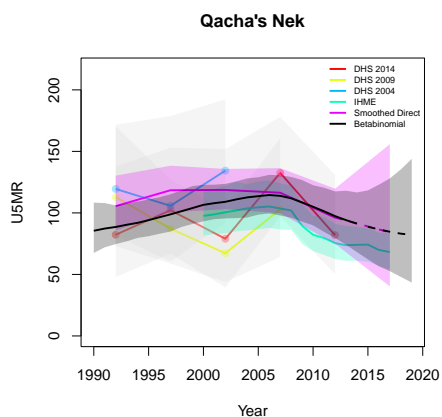 Qacha's Nek
DHS 2014
DHS 2009
DHS 2004
IHME
Smoothed Direct
Betabinomial
U5MR
200
150
100
50
0
1990 1995 2000 2005 2010 2015 2020
Year